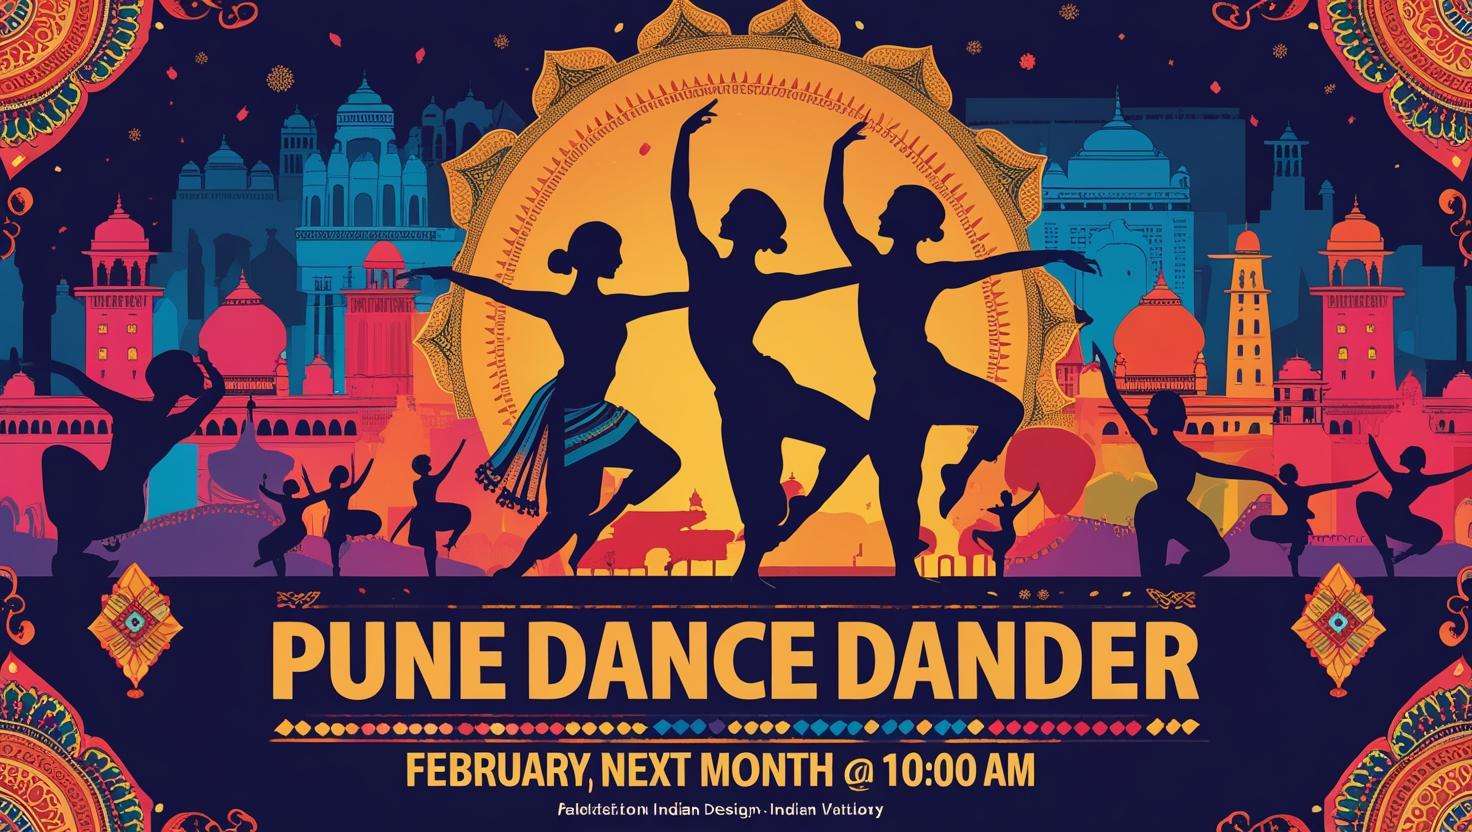 PUNE DANCE DANDER
FEBRUARY, NEXT MONTH @ 10:00 AM
Indian Design. Indian